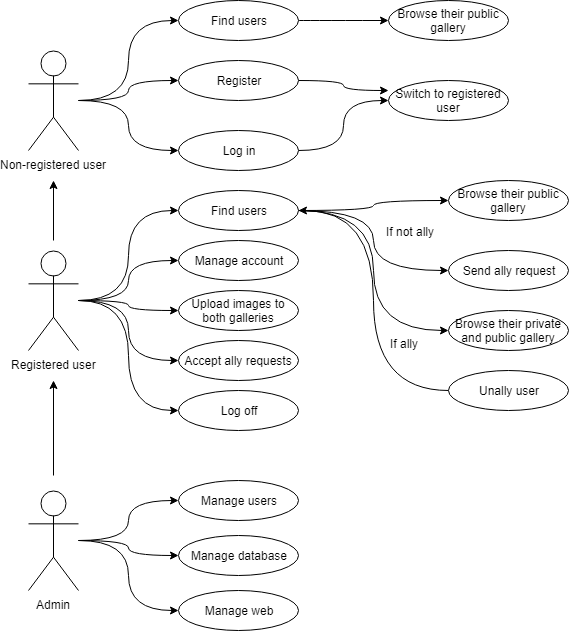 Find users
Browse their public
gallery
Register
Switch to registered
user
Log in
Non-registered user
Find users
Browse their public
gallery
If not ally
Manage account
Send ally request
Upload images to
both galleries
Browse their private
and public gallery
If ally
Accept ally requests
Registered user
Unally user
Log off
Manage users
Manage database
Admin
Manage web